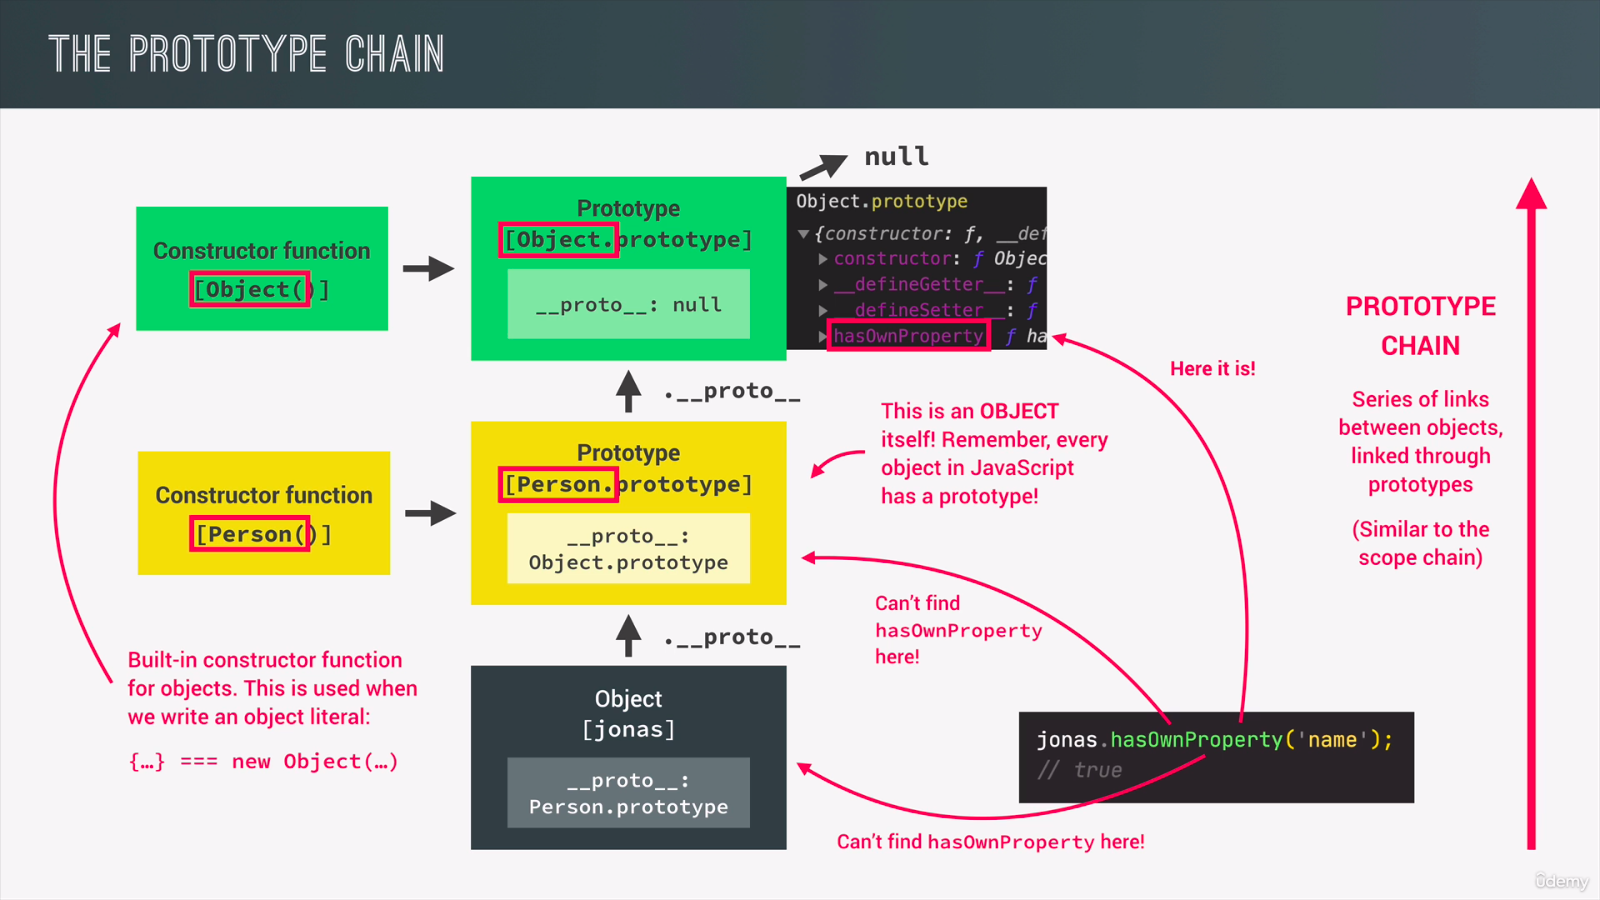 THE PROTOTYPE CHAIN
null
Prototype
[Object.prototype]
__proto__: null
Constructor function
[Object()]
Object.prototype
{constructor: ƒ, __def
constructor: ƒ Objec
__defineGetter__: ƒ
__defineSetter__: ƒ
hasOwnProperty ƒ ha
.__proto__
Here it is!
PROTOTYPE
CHAIN
Series of links
between objects,
linked through
prototypes
(Similar to the
scope chain)
This is an OBJECT
itself! Remember, every
object in JavaScript
has a prototype!
Prototype
[Person.prototype]
__proto__:
Object.prototype
Constructor function
[Person()]
.__proto__
Can't find
hasOwnProperty
here!
Built-in constructor function
for objects. This is used when
we write an object literal:
{…} === new Object(…)
Object
[jonas]
__proto__:
Person.prototype
jonas.hasOwnProperty('name');
// true
Can't find hasOwnProperty here!
ûdemy